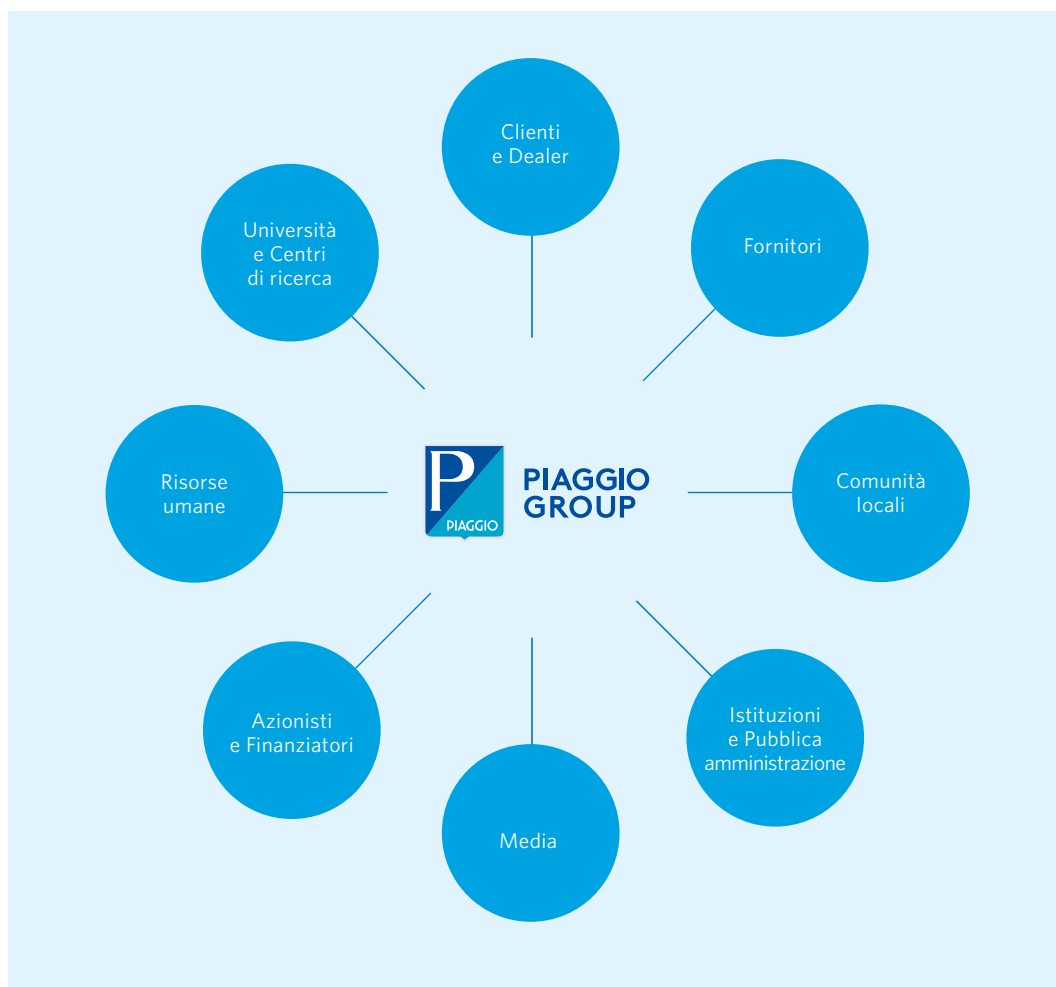 Clienti
e Dealer
Fornitori
Comunità
locali
Istituzioni
e Pubblica
amministrazione
Media
Azionisti
e Finanziatori
Risorse
umane
Università
e Centri
di ricerca
P
PIAGGIO
PIAGGIO
GROUP